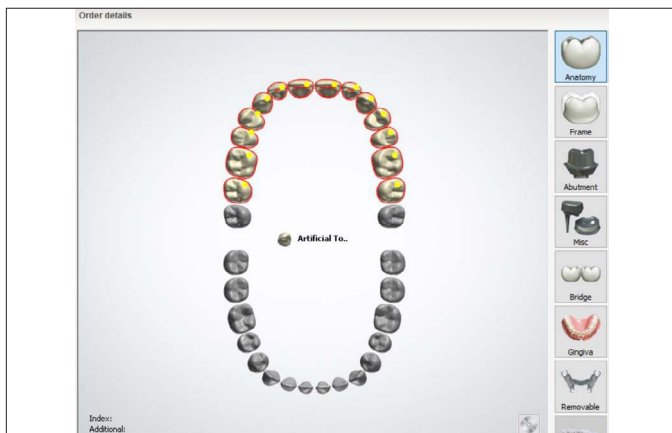 Order details
Anatomy
Frame
Abutment
Misc
Artificial To..
Bridge
Gingiva
Removable
Index:
Additional: